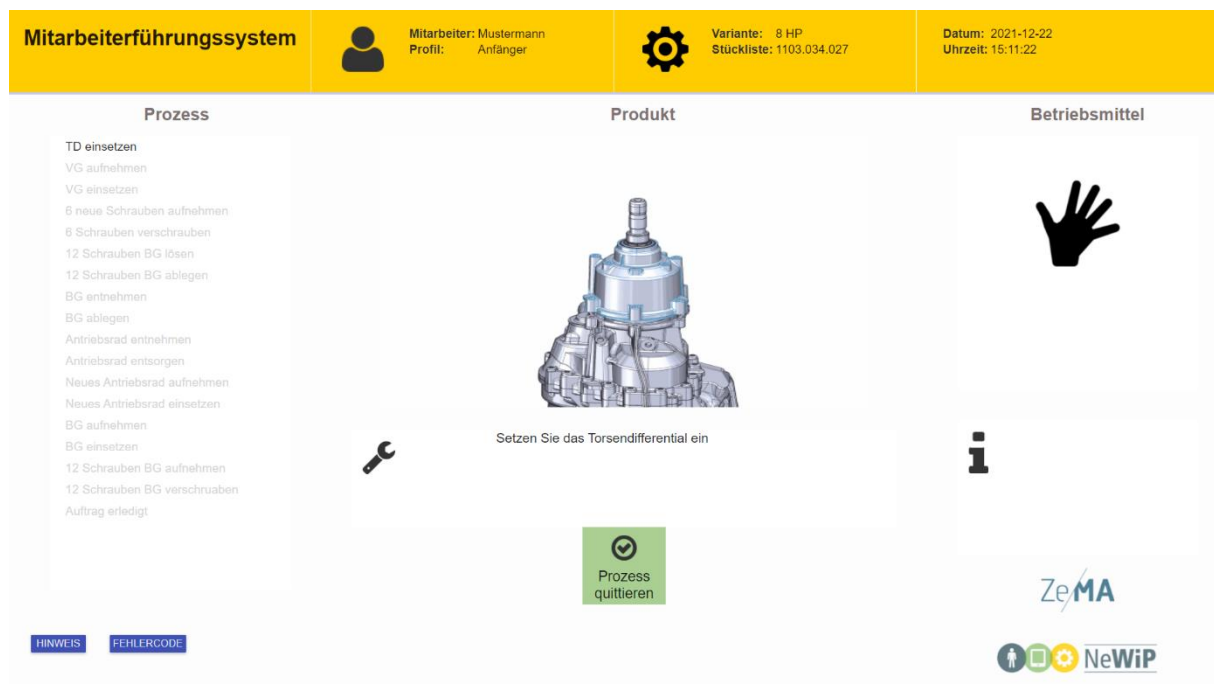 Mitarbeiterführungssystem
Mitarbeiter: Mustermann
Profil: Anfänger
Variante: 8 HP
Stückliste: 1103.034.027
Datum: 2021-12-22
Uhrzeit: 15:11:22
Prozess
TD einsetzen
VG aufnehmen
VG einsetzen
6 neue Schrauben aufnehmen
6 Schrauben verschrauben
12 Schrauben BG lösen
12 Schrauben BG ablegen
BG entnehmen
BG ablegen
Antriebsrad entnehmen
Antriebsrad entsorgen
Neues Antriebsrad aufnehmen
Neues Antriebsrad einsetzen
BG aufnehmen
BG einsetzen
12 Schrauben BG aufnehmen
12 Schrauben BG verschruaben
Auftrag erledigt
HINWEIS
FEHLERCODE
Produkt
Setzen Sie das Torsendifferential ein
Prozess
quittieren
Betriebsmittel
ZeMA
NeWiP